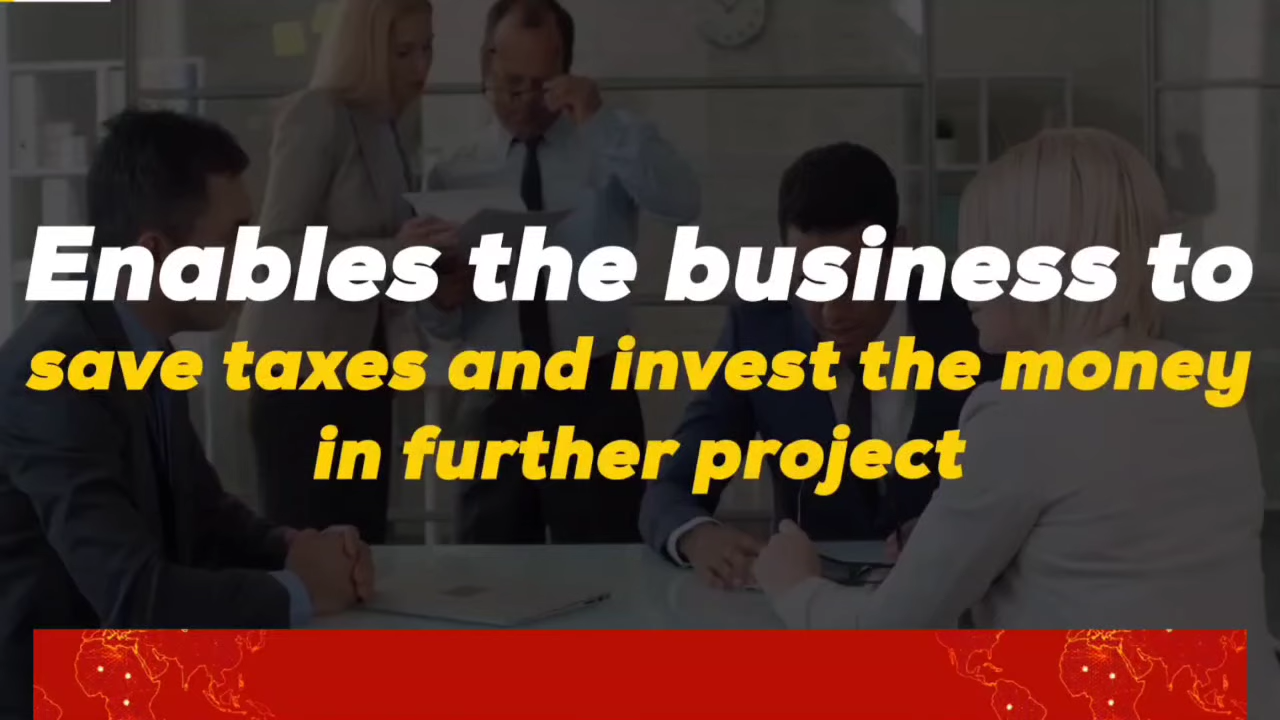 Enables the business to
save taxes and invest the money
in further project